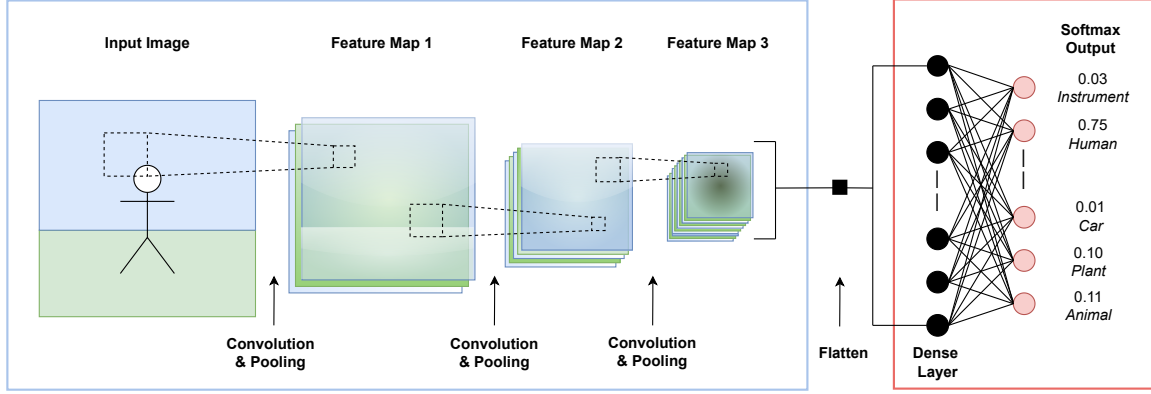 Input Image
Feature Map 1
Feature Map 2
Feature Map 3
Softmax
Output
0.03
Instrument
0.75
Human
0.01
Car
0.10
Plant
0.11
Animal
Convolution
& Pooling
Convolution
& Pooling
Convolution
& Pooling
Flatten
Dense
Layer